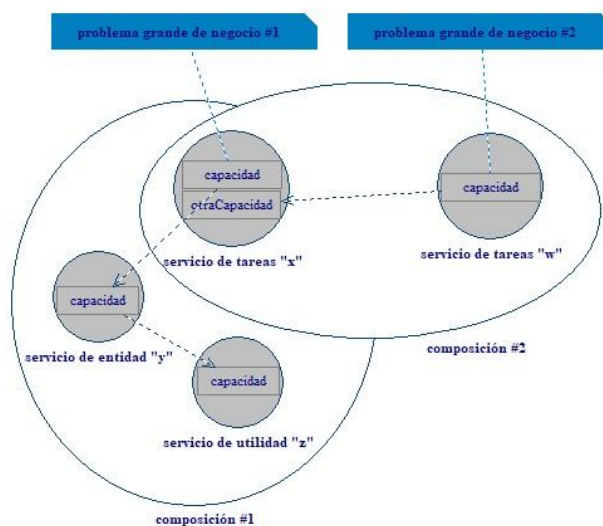 problema grande de negocio #1
problema grande de negocio #2
capacidad
otraCapacidad
capacidad
servicio de tareas "x"
servicio de tareas "w"
capacidad
servicio de entidad "y"
composición #2
capacidad
servicio de utilidad "z"
composición #1